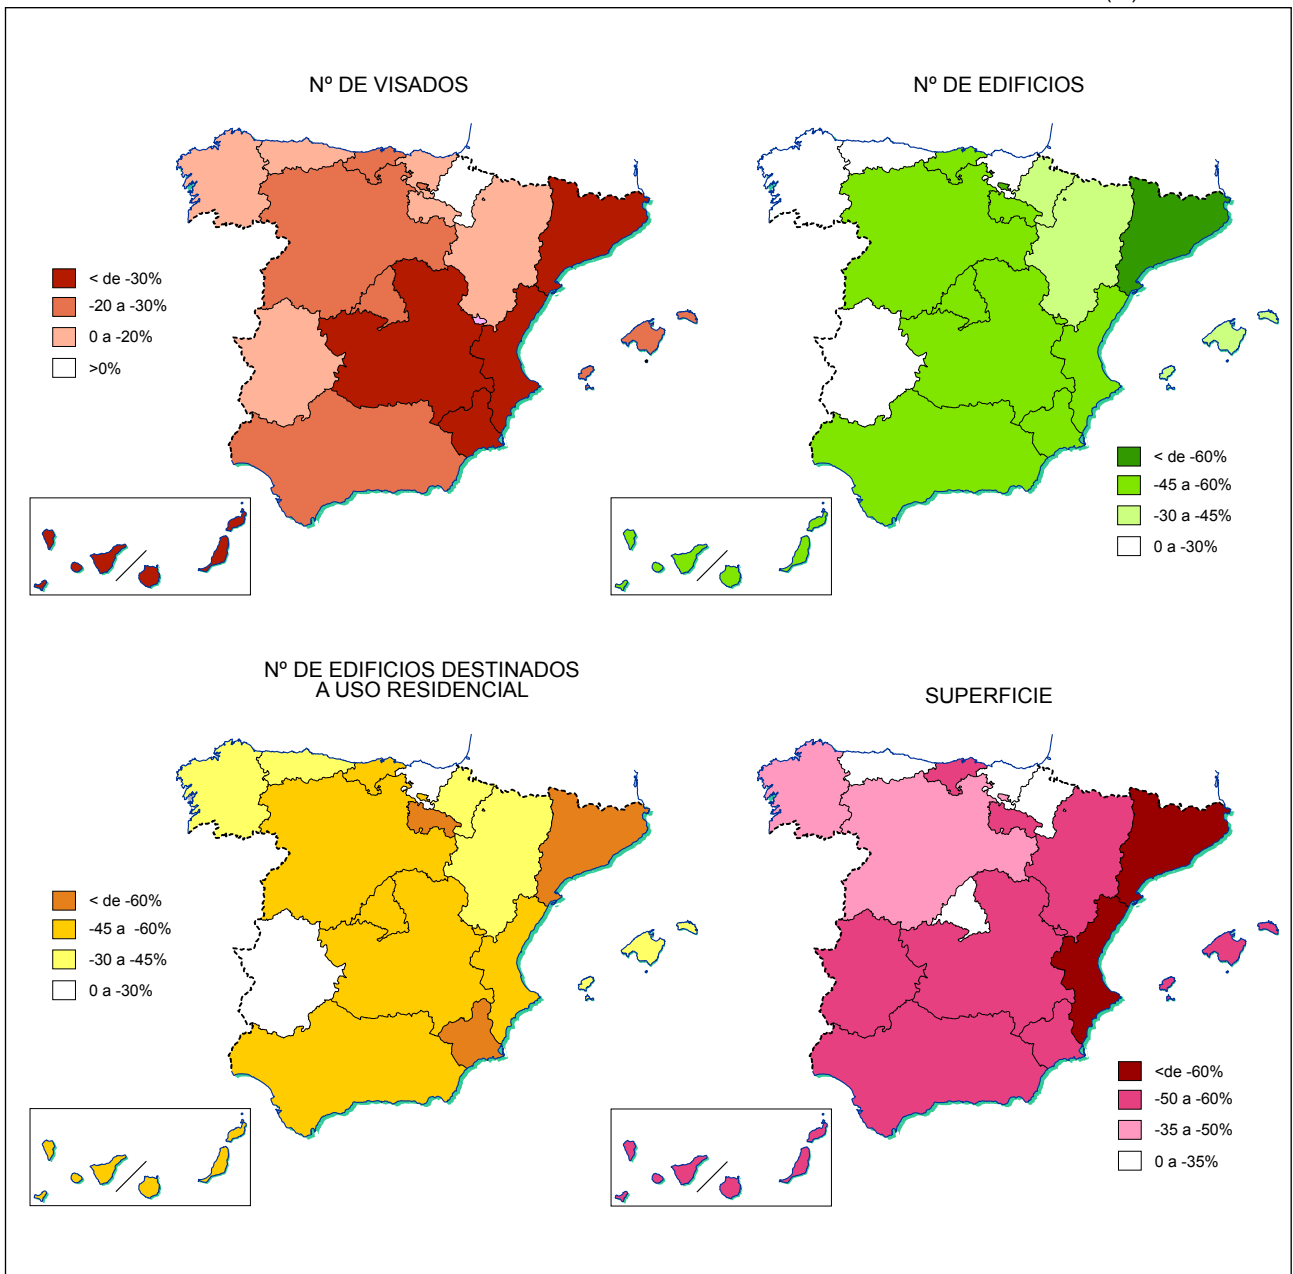 Nº DE VISADOS
Nº DE EDIFICIOS
< de -30%
-20 a -30%
0 a -20%
>0%
< de -60%
-45 a -60%
-30 a -45%
0 a -30%
Nº DE EDIFICIOS DESTINADOS
A USO RESIDENCIAL
SUPERFICIE
< de -60%
-45 a -60%
-30 a -45%
0 a -30%
<de -60%
-50 a -60%
-35 a -50%
0 a -35%